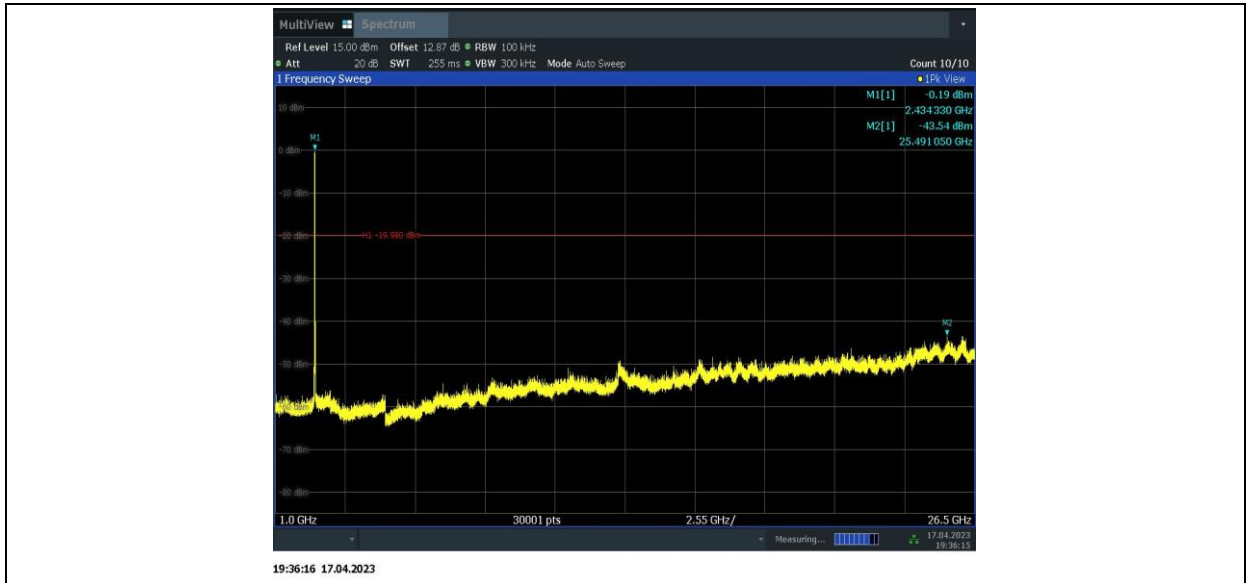 MultiView Spectrum
Ref Level 15.00 dBm Offset 12.87 dB RBW 100 kHz
Att 20 dB SWT 255 ms VBW 300 kHz Mode Auto Sweep Count 10/10
1 Frequency Sweep 1Pk View
M1[1] -0.19 dBm
2.434330 GHz
M2[1] -43.54 dBm
25.491050 GHz
10 dBm
M1
0 dBm
-10 dBm
-20 dBm H1 -19.980 dBm
-30 dBm
-40 dBm
M2
-50 dBm
-60 dBm
-70 dBm
-80 dBm
1.0 GHz 30001 pts 2.55 GHz/ 26.5 GHz
Measuring... 17.04.2023
19:36:15
19:36:16 17.04.2023